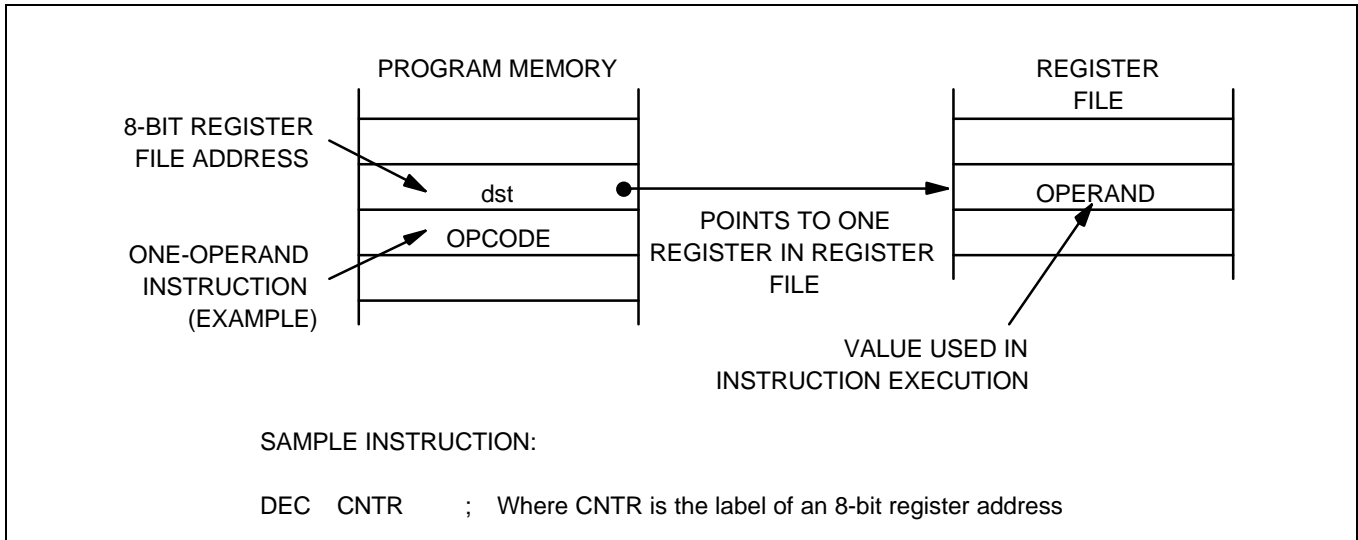 PROGRAM MEMORY
REGISTER
FILE
8-BIT REGISTER
FILE ADDRESS
dst
OPERAND
OPCODE
POINTS TO ONE
REGISTER IN REGISTER
FILE
ONE-OPERAND
INSTRUCTION
(EXAMPLE)
VALUE USED IN
INSTRUCTION EXECUTION
SAMPLE INSTRUCTION:
DEC CNTR ; Where CNTR is the label of an 8-bit register address